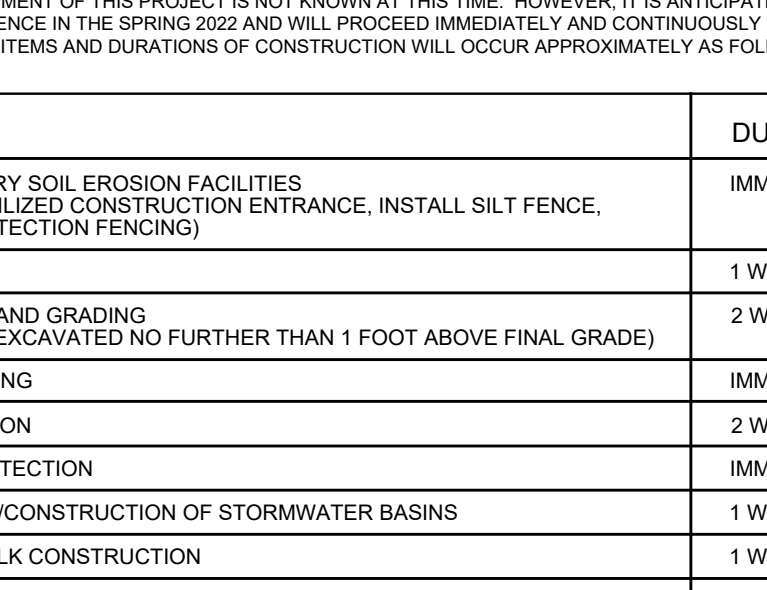 MENT OF THIS PROJECT IS NOT KNOWN AT THIS TIME. HOWEVER, IT IS ANTICIPAT
ENCE IN THE SPRING 2022 AND WILL PROCEED IMMEDIATELY AND CONTINUOUSLY
ITEMS AND DURATIONS OF CONSTRUCTION WILL OCCUR APPROXIMATELY AS FOL
DU
RY SOIL EROSION FACILITIES IMM
ILIZED CONSTRUCTION ENTRANCE, INSTALL SILT FENCE,
TECTION FENCING)
1 W
AND GRADING 2 W
EXCAVATED NO FURTHER THAN 1 FOOT ABOVE FINAL GRADE)
NG IMM
ON 2 W
TECTION IMM
/CONSTRUCTION OF STORMWATER BASINS 1 W
LK CONSTRUCTION 1 W